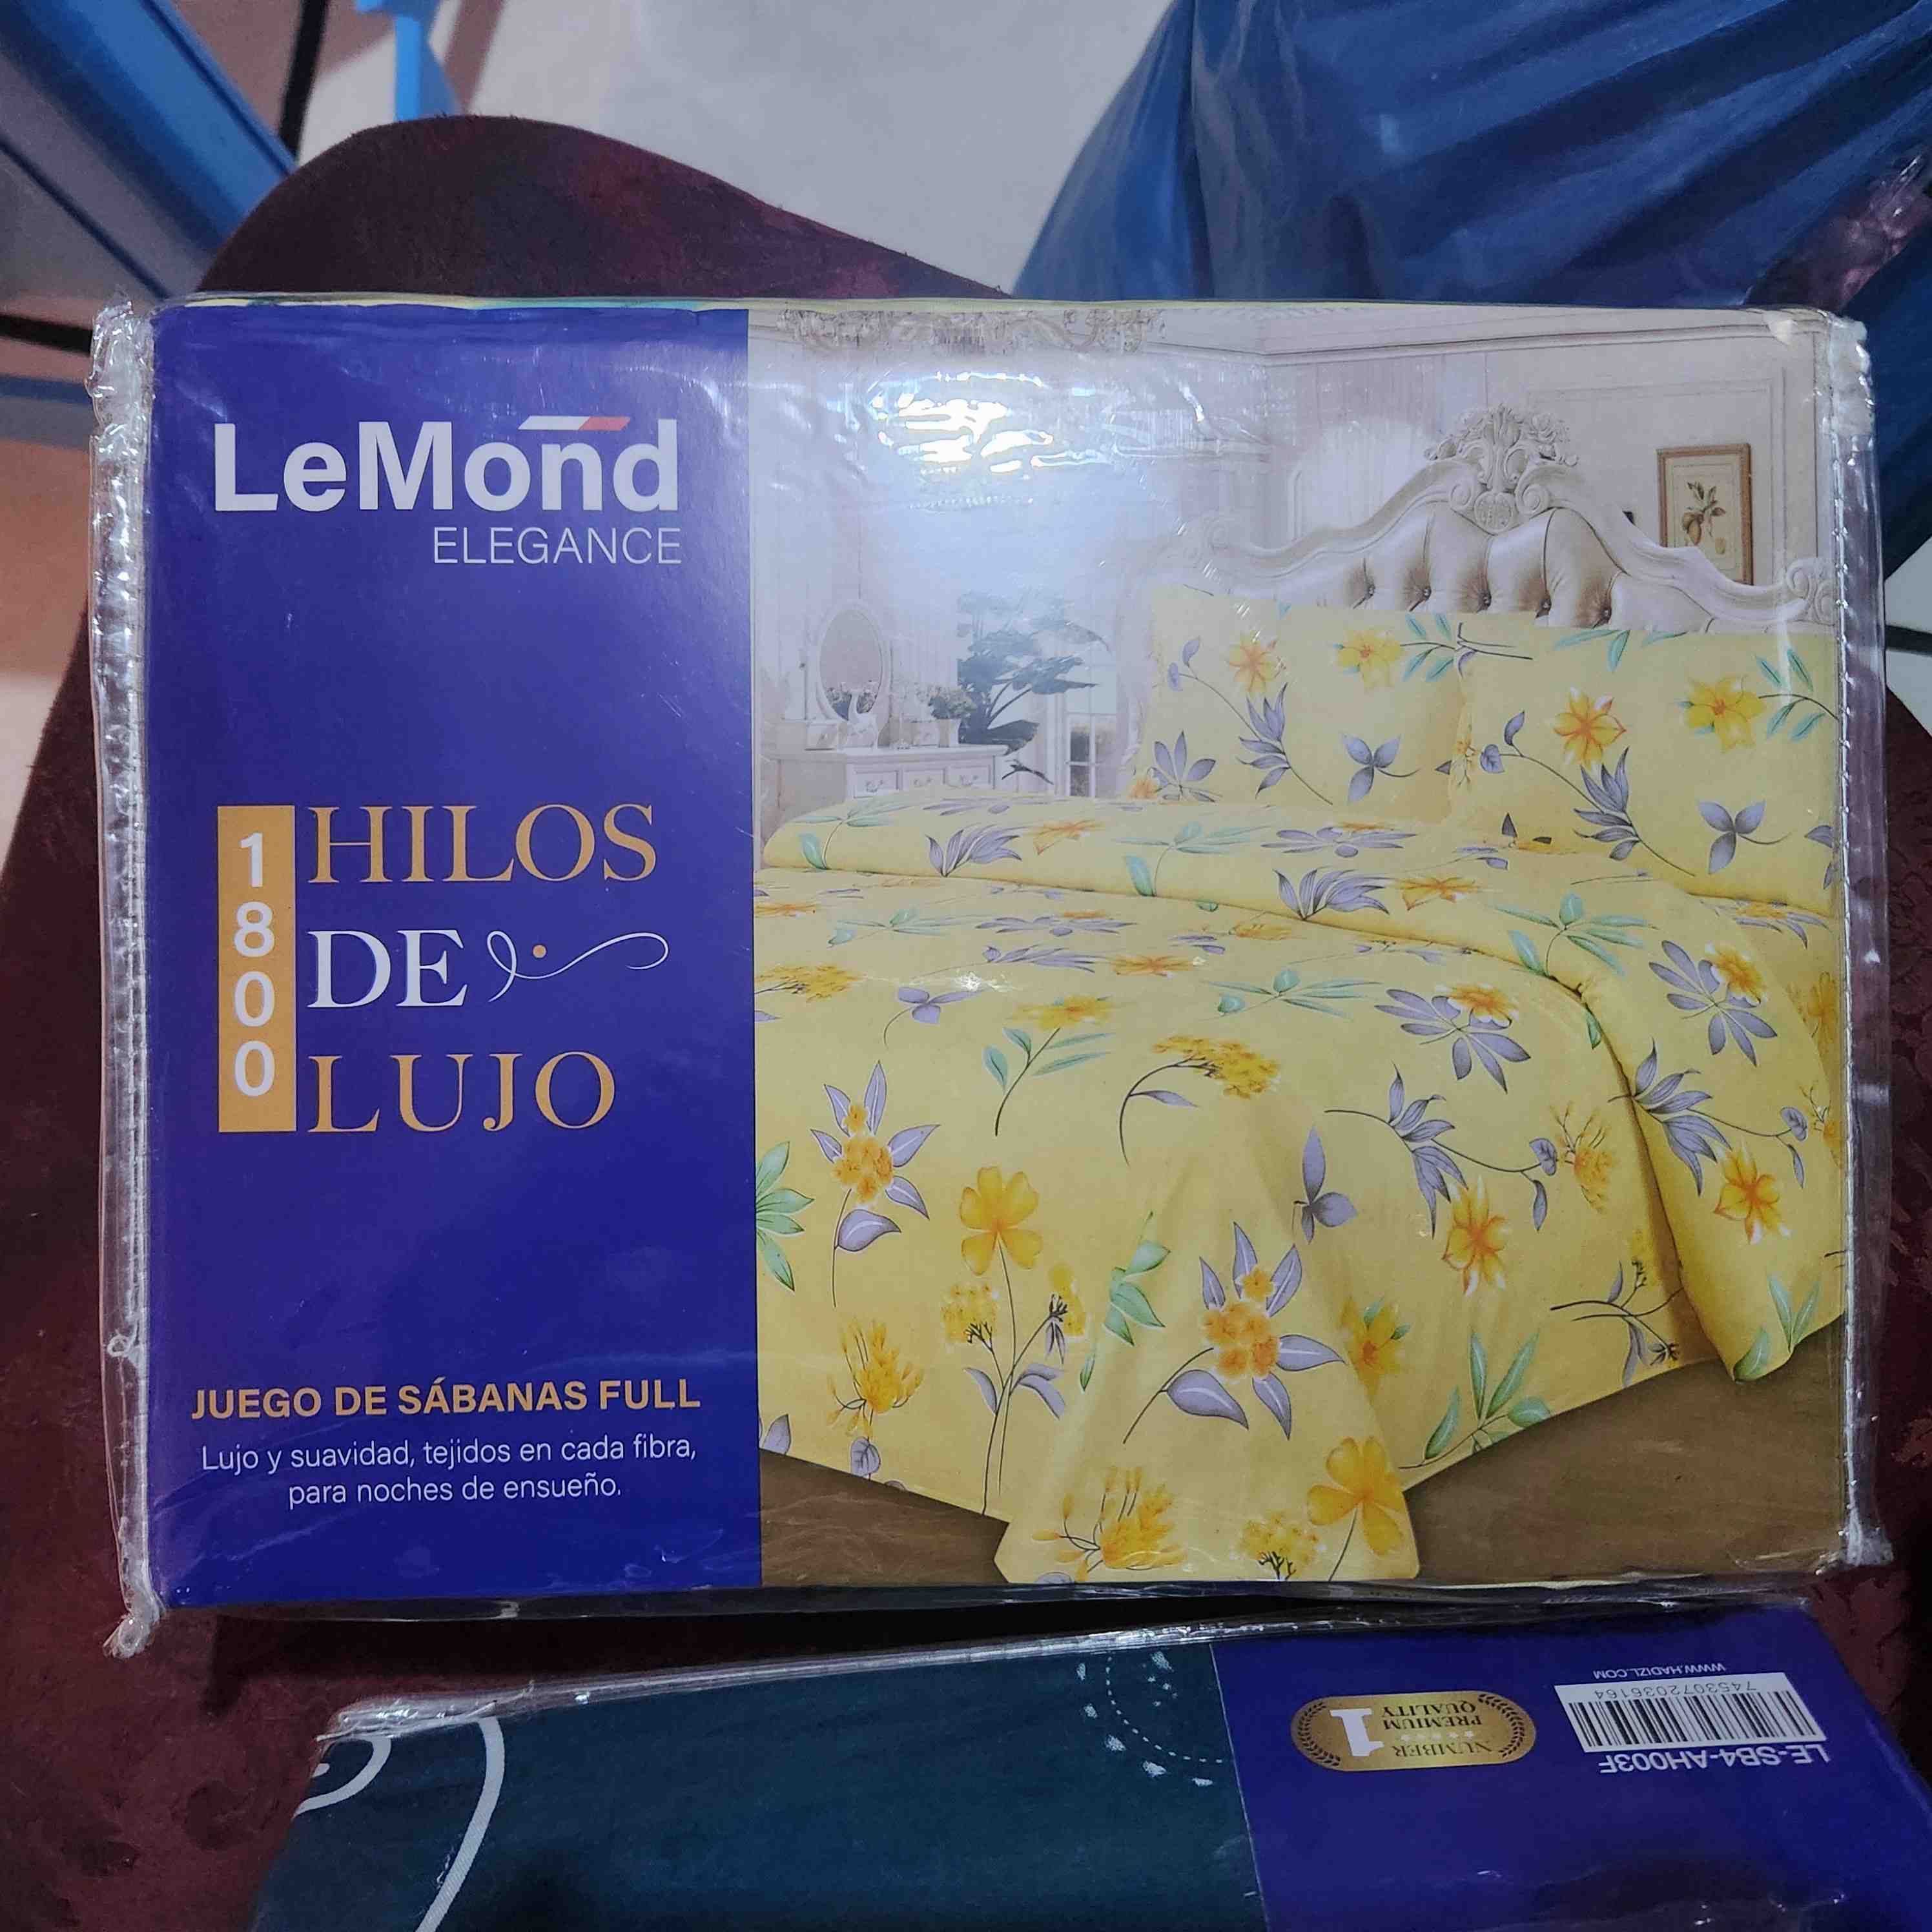 LeMond
ELEGANCE
1800
HILOS
DE
LUJO
JUEGO DE SÁBANAS FULL
Lujo y suavidad, tejidos en cada fibra,
para noches de ensueño.
LE-SB4-AH003F
7453072036164
WWW.HADIZL.COM
NUMBER
1
PREMIUM
QUALITY